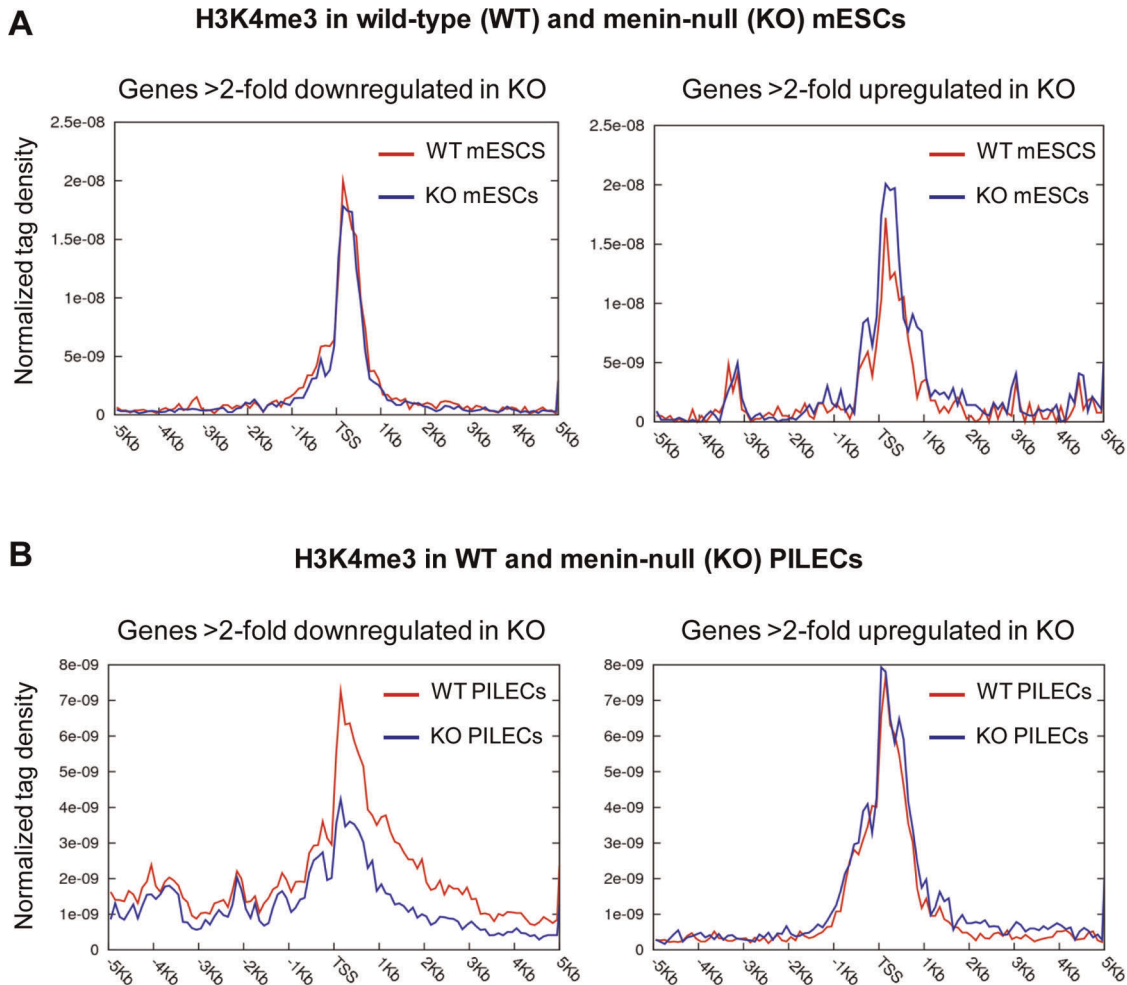 A
H3K4me3 in wild-type (WT) and menin-null (KO) mESCs
Genes >2-fold downregulated in KO
Normalized tag density
2.5e-08
2e-08
1.5e-08
1e-08
5e-09
0
WT mESCS
KO mESCs
-5Kb -4Kb -3Kb -2Kb -1Kb TSS 1Kb 2Kb 3Kb 4Kb 5Kb
Genes >2-fold upregulated in KO
2.5e-08
2e-08
1.5e-08
1e-08
5e-09
0
WT mESCS
KO mESCs
-5Kb -4Kb -3Kb -2Kb -1Kb TSS 1Kb 2Kb 3Kb 4Kb 5Kb
B
H3K4me3 in WT and menin-null (KO) PILECs
Genes >2-fold downregulated in KO
Normalized tag density
8e-09
7e-09
6e-09
5e-09
4e-09
3e-09
2e-09
1e-09
0
WT PILECs
KO PILECs
-5Kb -4Kb -3Kb -2Kb -1Kb TSS 1Kb 2Kb 3Kb 4Kb 5Kb
Genes >2-fold upregulated in KO
8e-09
7e-09
6e-09
5e-09
4e-09
3e-09
2e-09
1e-09
0
WT PILECs
KO PILECs
-5Kb -4Kb -3Kb -2Kb -1Kb TSS 1Kb 2Kb 3Kb 4Kb 5Kb